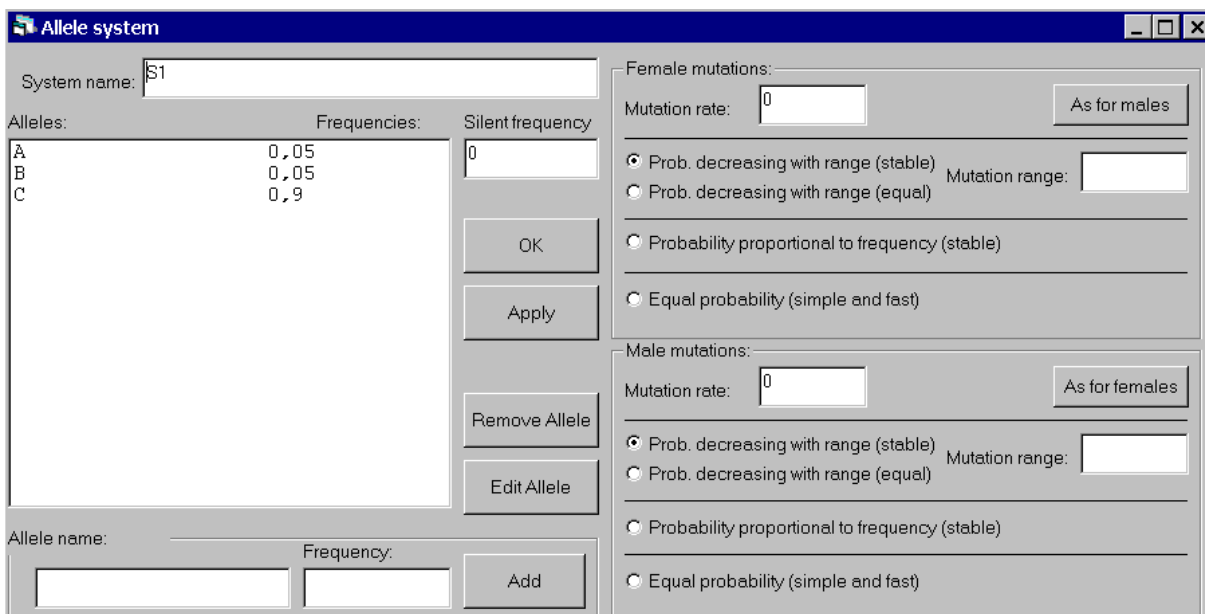 Allele system
System name: S1
Alleles: Frequencies: Silent frequency
A 0,05
B 0,05
C 0,9
0
OK
Apply
Remove Allele
Edit Allele
Allele name:
Frequency:
Add
Female mutations:
Mutation rate: 0 As for males
Prob. decreasing with range (stable)
Mutation range:
Prob. decreasing with range (equal)
Probability proportional to frequency (stable)
Equal probability (simple and fast)
Male mutations:
Mutation rate: 0 As for females
Prob. decreasing with range (stable)
Mutation range:
Prob. decreasing with range (equal)
Probability proportional to frequency (stable)
Equal probability (simple and fast)